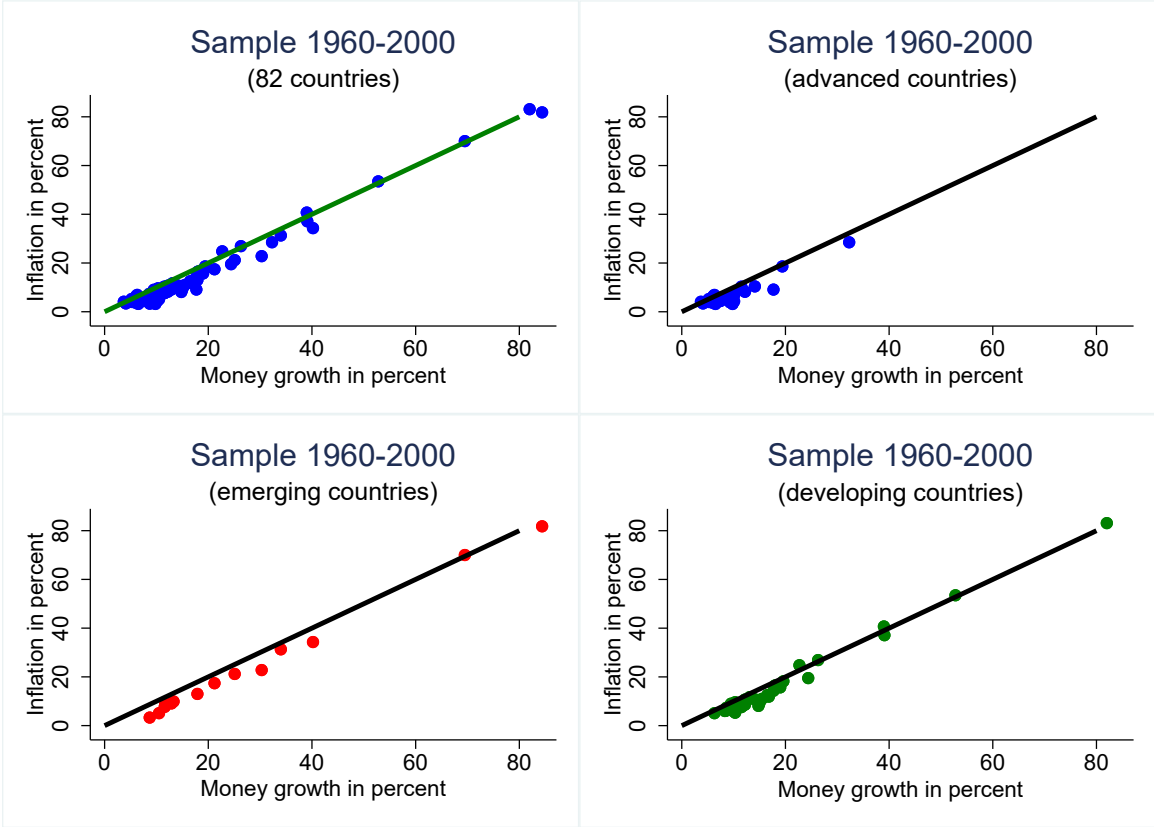 Sample 1960-2000
(82 countries)
Inflation in percent
80
60
40
20
0
0 20 40 60 80
Money growth in percent
Sample 1960-2000
(advanced countries)
Inflation in percent
80
60
40
20
0
0 20 40 60 80
Money growth in percent
Sample 1960-2000
(emerging countries)
Inflation in percent
80
60
40
20
0
0 20 40 60 80
Money growth in percent
Sample 1960-2000
(developing countries)
Inflation in percent
80
60
40
20
0
0 20 40 60 80
Money growth in percent